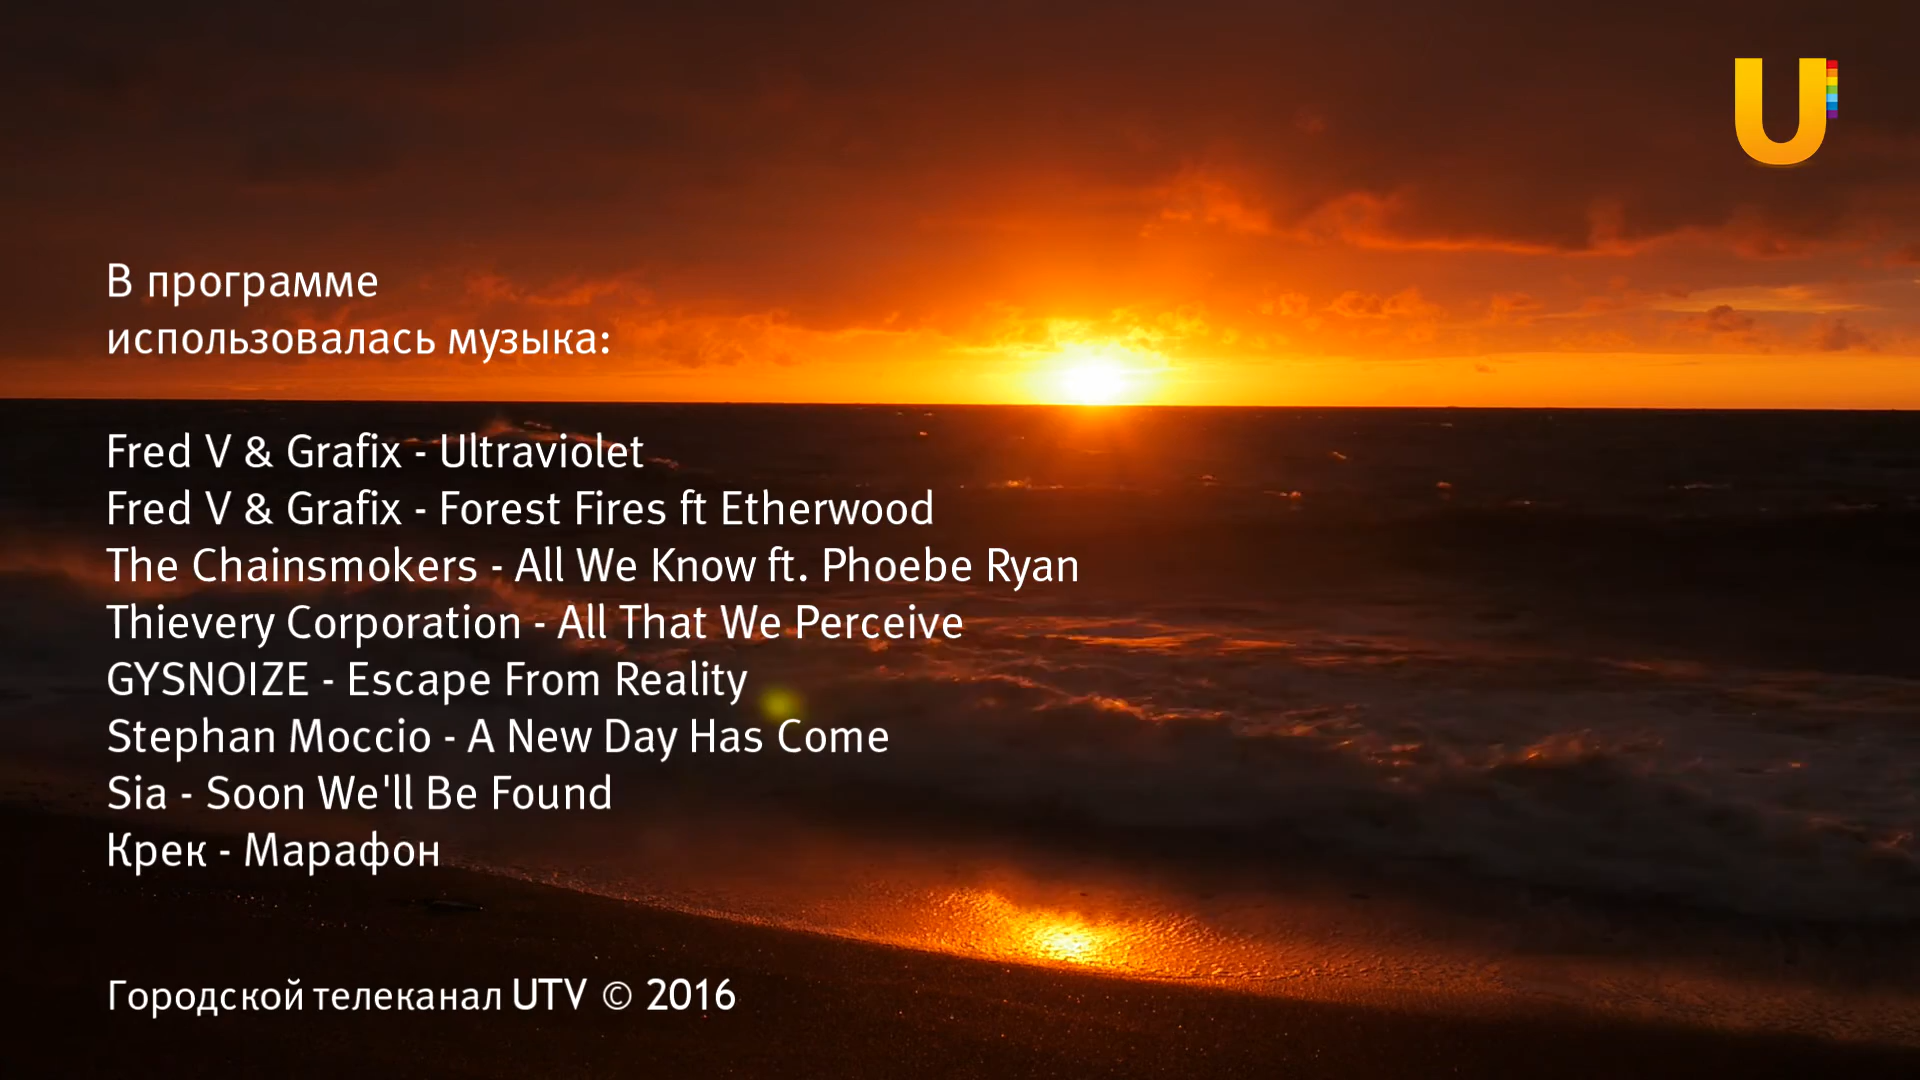 U
В программе
использовалась музыка:
Fred V & Grafix - Ultraviolet
Fred V & Grafix - Forest Fires ft Etherwood
The Chainsmokers - All We Know ft. Phoebe Ryan
Thievery Corporation - All That We Perceive
GYSNOIZE - Escape From Reality
Stephan Moccio - A New Day Has Come
Sia - Soon We'll Be Found
Крек - Марафон
Городской телеканал UTV © 2016